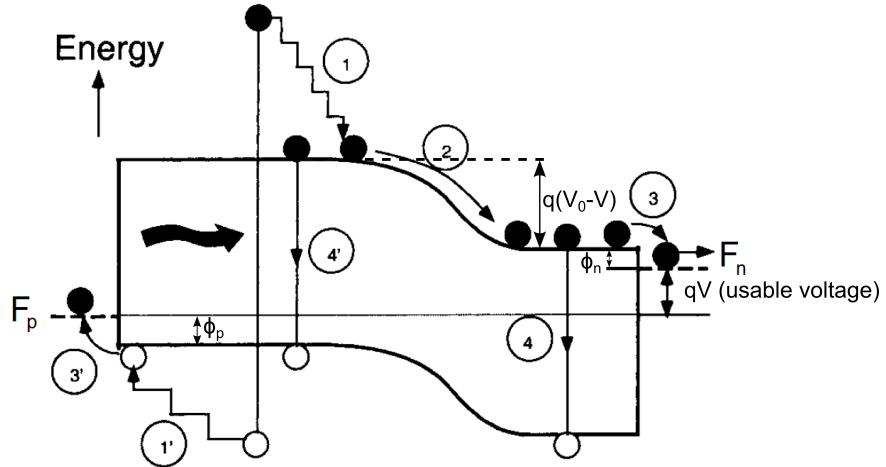 Energy
1
2
q(V₀-V)
3
4'
ϕₙ
Fₙ
qV (usable voltage)
Fₚ
ϕₚ
4
3'
1'